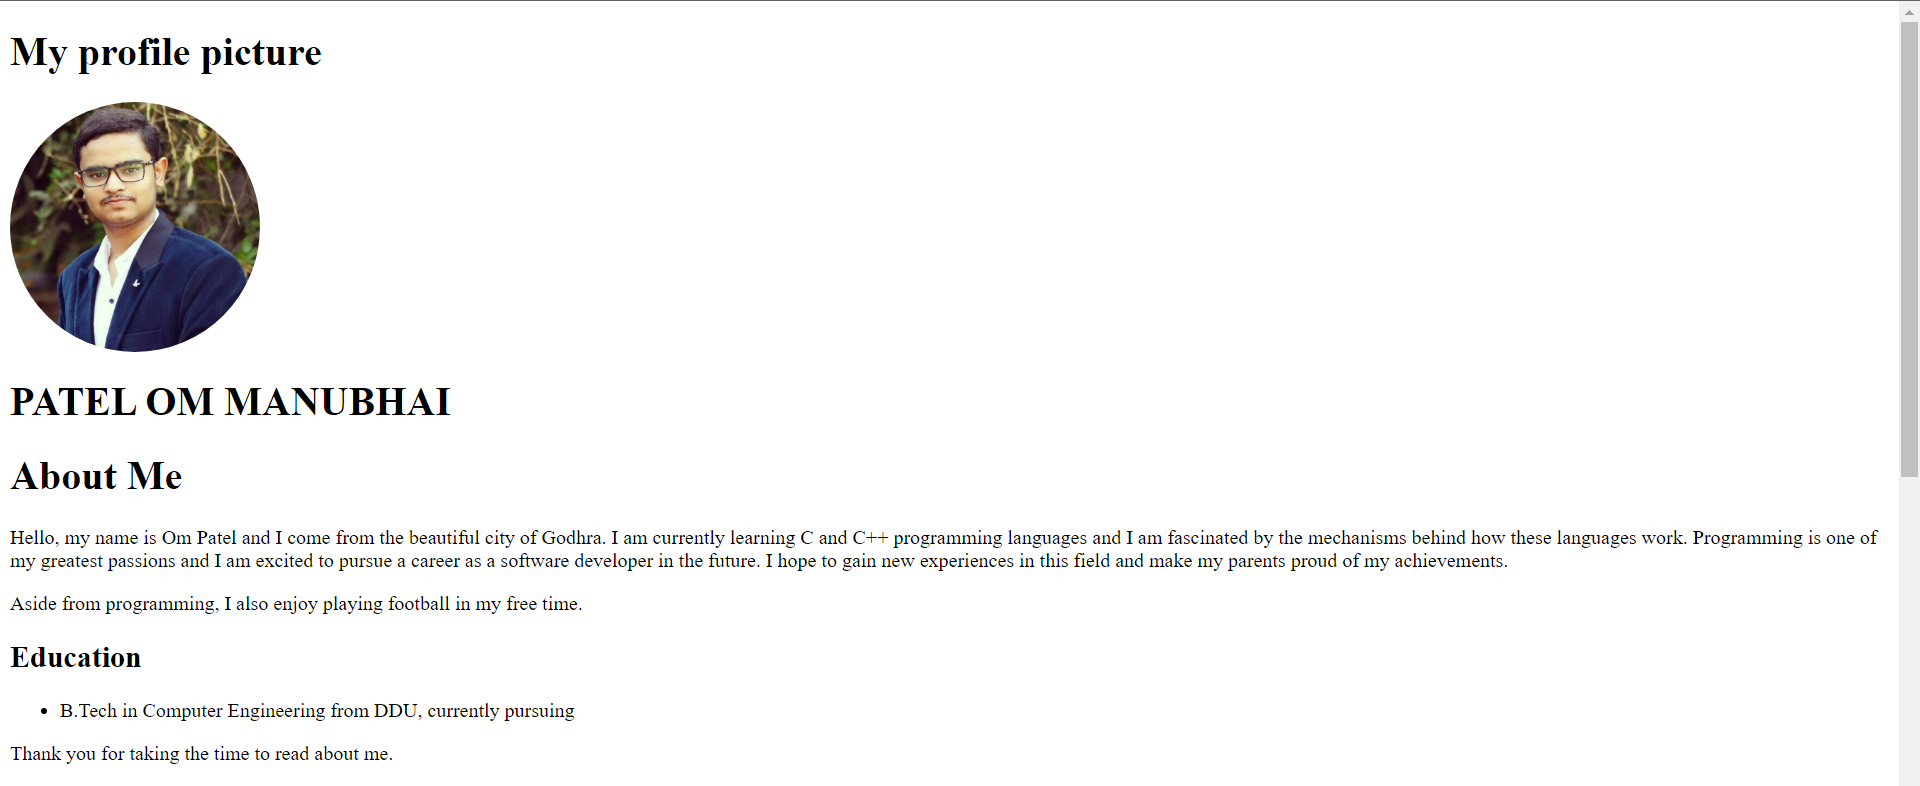 My profile picture
PATEL OM MANUBHAI
About Me
Hello, my name is Om Patel and I come from the beautiful city of Godhra. I am currently learning C and C++ programming languages and I am fascinated by the mechanisms behind how these languages work. Programming is one of
my greatest passions and I am excited to pursue a career as a software developer in the future. I hope to gain new experiences in this field and make my parents proud of my achievements.
Aside from programming, I also enjoy playing football in my free time.
Education
• B.Tech in Computer Engineering from DDU, currently pursuing
Thank you for taking the time to read about me.